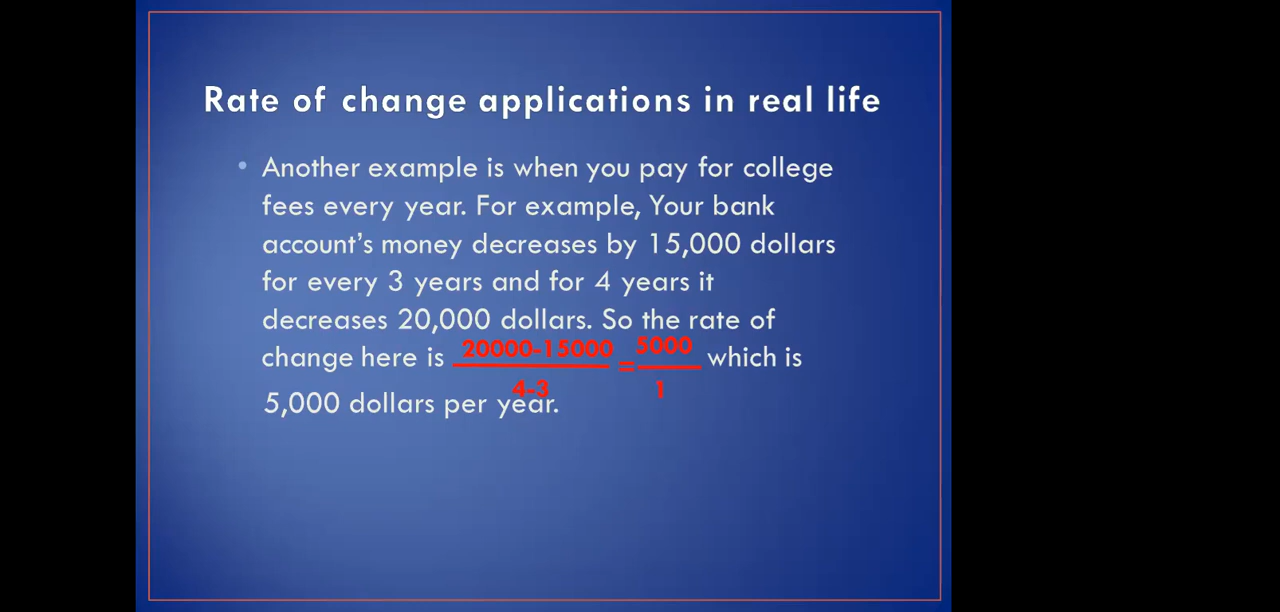 Rate of change applications in real life
• Another example is when you pay for college
fees every year. For example, Your bank
account’s money decreases by 15,000 dollars
for every 3 years and for 4 years it
decreases 20,000 dollars. So the rate of
change here is 20000-15000 = 5000 which is
4-3 1
5,000 dollars per year.